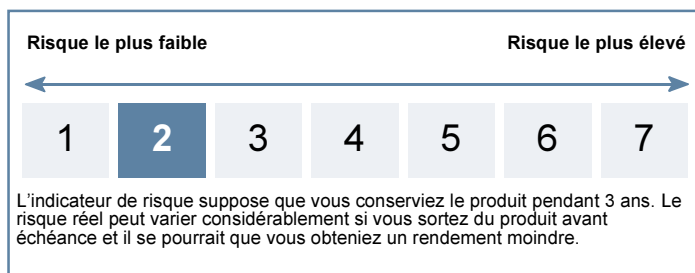 Risque le plus faible Risque le plus élevé
1 2 3 4 5 6 7
L'indicateur de risque suppose que vous conserviez le produit pendant 3 ans. Le
risque réel peut varier considérablement si vous sortez du produit avant
échéance et il se pourrait que vous obteniez un rendement moindre.